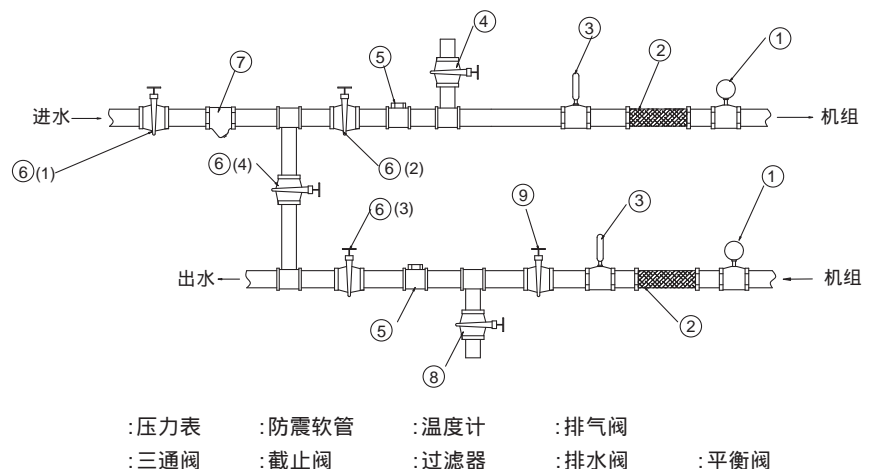 ④
③
①
⑤
②
⑦
进水
机组
⑥(1)
⑥(4)
⑥(2)
⑥(3)
⑨
③
①
出水
机组
⑤
②
⑧
:压力表 :防震软管 :温度计 :排气阀
:三通阀 :截止阀 :过滤器 :排水阀 :平衡阀